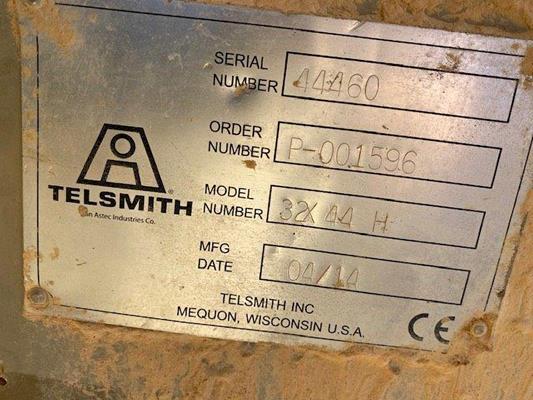 SERIAL NUMBER 44460
ORDER NUMBER P-001596
MODEL NUMBER 32X44 H
MFG DATE 04/14
TELSMITH®
an Astec Industries Co.
TELSMITH INC
MEQUON, WISCONSIN U.S.A.
CE